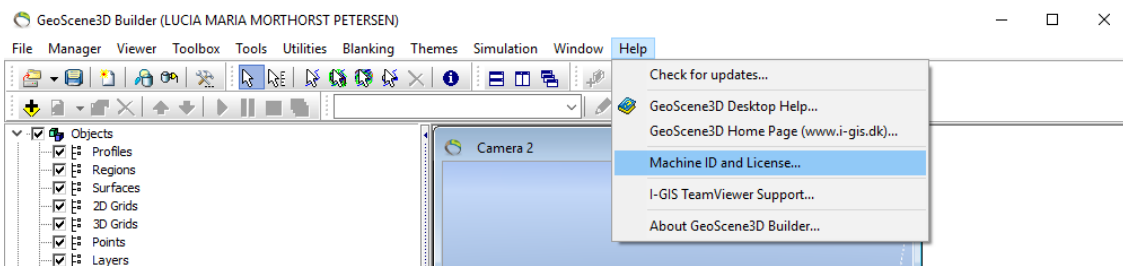 GeoScene3D Builder (LUCIA MARIA MORTHORST PETERSEN)
File Manager Viewer Toolbox Tools Utilities Blanking Themes Simulation Window Help
Check for updates...
GeoScene3D Desktop Help...
GeoScene3D Home Page (www.i-gis.dk)...
Machine ID and License...
I-GIS TeamViewer Support...
About GeoScene3D Builder...
Objects
Profiles
Regions
Surfaces
2D Grids
3D Grids
Points
Layers
Camera 2